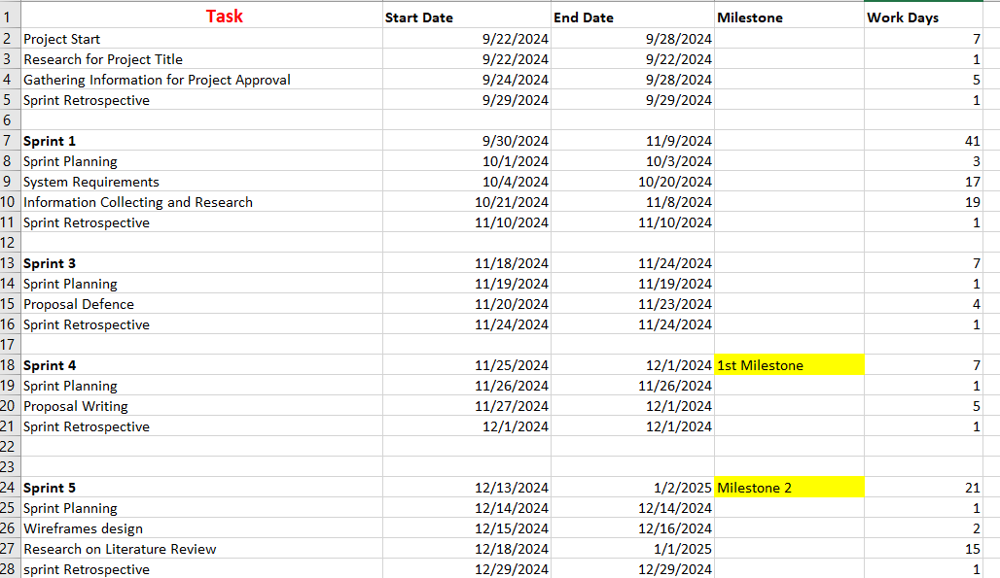 1 Task Start Date End Date Milestone Work Days
2 Project Start 9/22/2024 9/28/2024 7
3 Research for Project Title 9/22/2024 9/22/2024 1
4 Gathering Information for Project Approval 9/24/2024 9/28/2024 5
5 Sprint Retrospective 9/29/2024 9/29/2024 1
6
7 Sprint 1 9/30/2024 11/9/2024 41
8 Sprint Planning 10/1/2024 10/3/2024 3
9 System Requirements 10/4/2024 10/20/2024 17
10 Information Collecting and Research 10/21/2024 11/8/2024 19
11 Sprint Retrospective 11/10/2024 11/10/2024 1
12
13 Sprint 3 11/18/2024 11/24/2024 7
14 Sprint Planning 11/19/2024 11/19/2024 1
15 Proposal Defence 11/20/2024 11/23/2024 4
16 Sprint Retrospective 11/24/2024 11/24/2024 1
17
18 Sprint 4 11/25/2024 12/1/2024 1st Milestone 7
19 Sprint Planning 11/26/2024 11/26/2024 1
20 Proposal Writing 11/27/2024 12/1/2024 5
21 Sprint Retrospective 12/1/2024 12/1/2024 1
22
23
24 Sprint 5 12/13/2024 1/2/2025 Milestone 2 21
25 Sprint Planning 12/14/2024 12/14/2024 1
26 Wireframes design 12/15/2024 12/16/2024 2
27 Research on Literature Review 12/18/2024 1/1/2025 15
28 sprint Retrospective 12/29/2024 12/29/2024 1